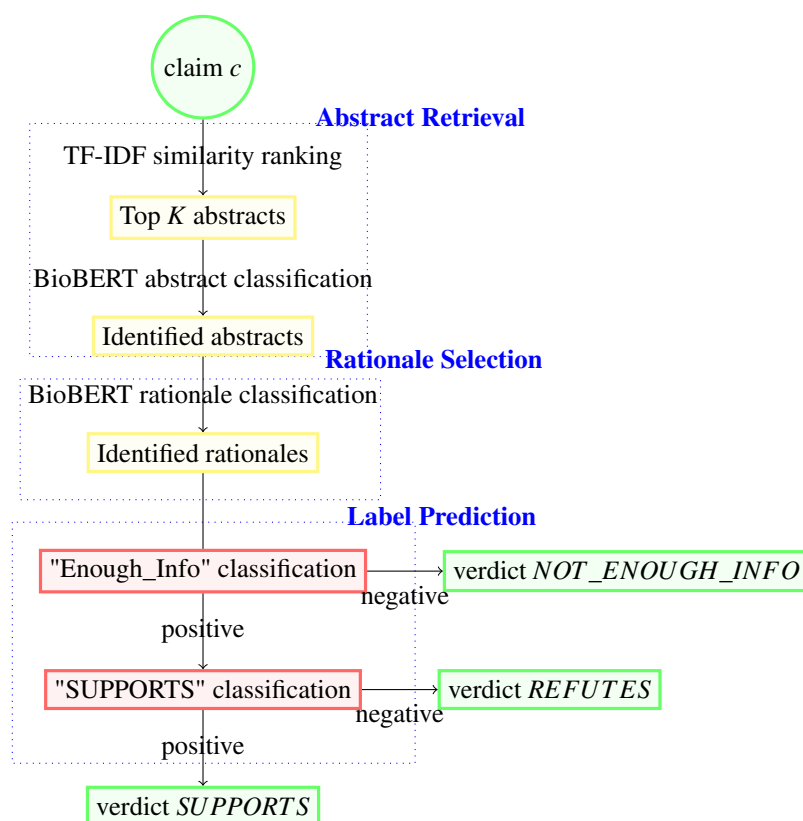 claim c
Abstract Retrieval
TF-IDF similarity ranking
Top K abstracts
BioBERT abstract classification
Identified abstracts
Rationale Selection
BioBERT rationale classification
Identified rationales
Label Prediction
"Enough_Info" classification
negative
verdict NOT_ENOUGH_INFO
positive
"SUPPORTS" classification
negative
verdict REFUTES
positive
verdict SUPPORTS